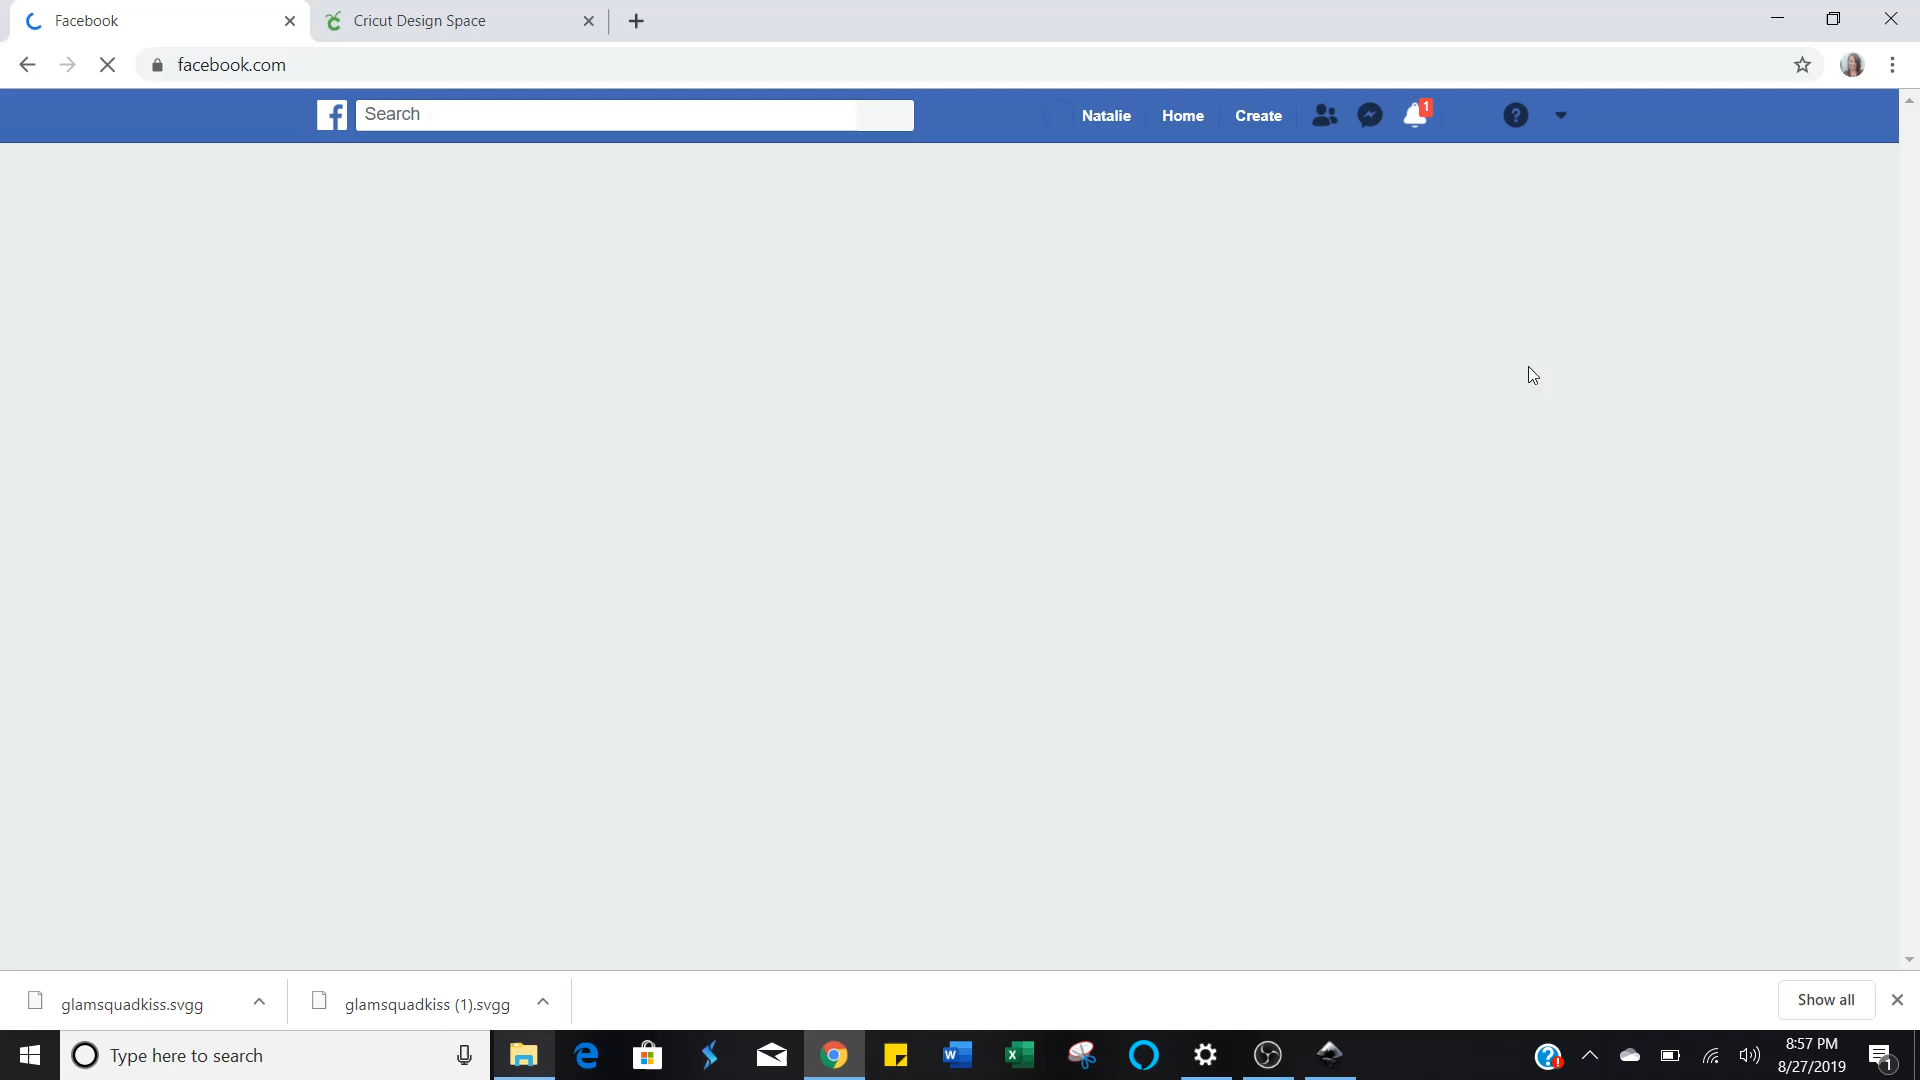 Facebook
Cricut Design Space
facebook.com
Search
Natalie
Home
Create
1
?
glamsquadkiss.svgg
glamsquadkiss (1).svgg
Show all
Type here to search
8:57 PM
8/27/2019
1